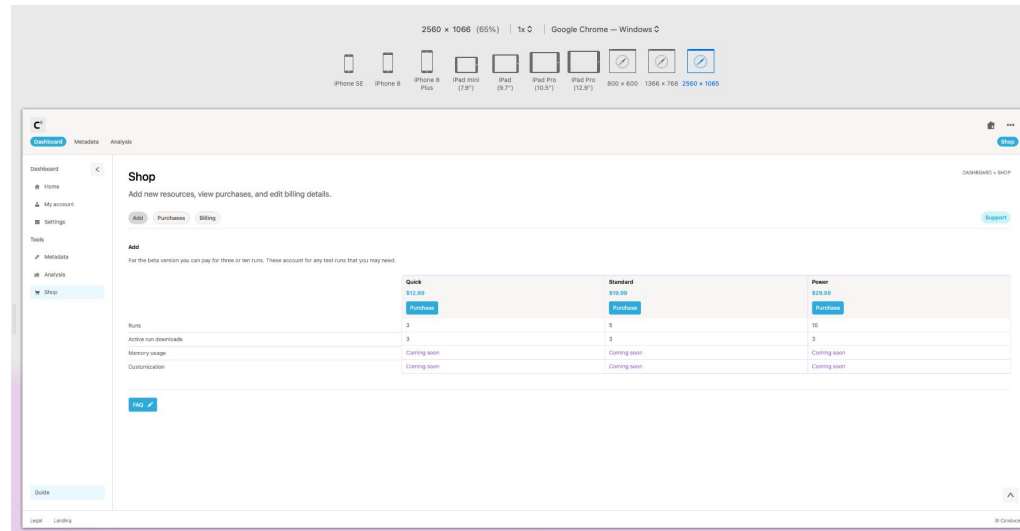 2560 × 1066 (65%) 1x Google Chrome — Windows
iPhone SE iPhone 8 iPhone 8 Plus iPad mini (7.9") iPad (9.7") iPad Pro (10.5") iPad Pro (12.9") 800 × 600 1366 × 768 2560 × 1065
C
Dashboard Metadata Analysis Shop
Dashboard
Home
My account
Settings
Tools
Metadata
Analysis
Shop
Guide
Shop
DASHBOARD > SHOP
Add new resources, view purchases, and edit billing details.
Add Purchases Billing Support
Add
For the beta version you can pay for three or ten runs. These account for any test runs that you may need.
Quick Standard Power
$12.99 $19.99 $29.99
Purchase Purchase Purchase
Runs 3 5 10
Active run downloads 3 3 3
Memory usage Coming soon Coming soon Coming soon
Customization Coming soon Coming soon Coming soon
FAQ
Legal Landing © Conduce